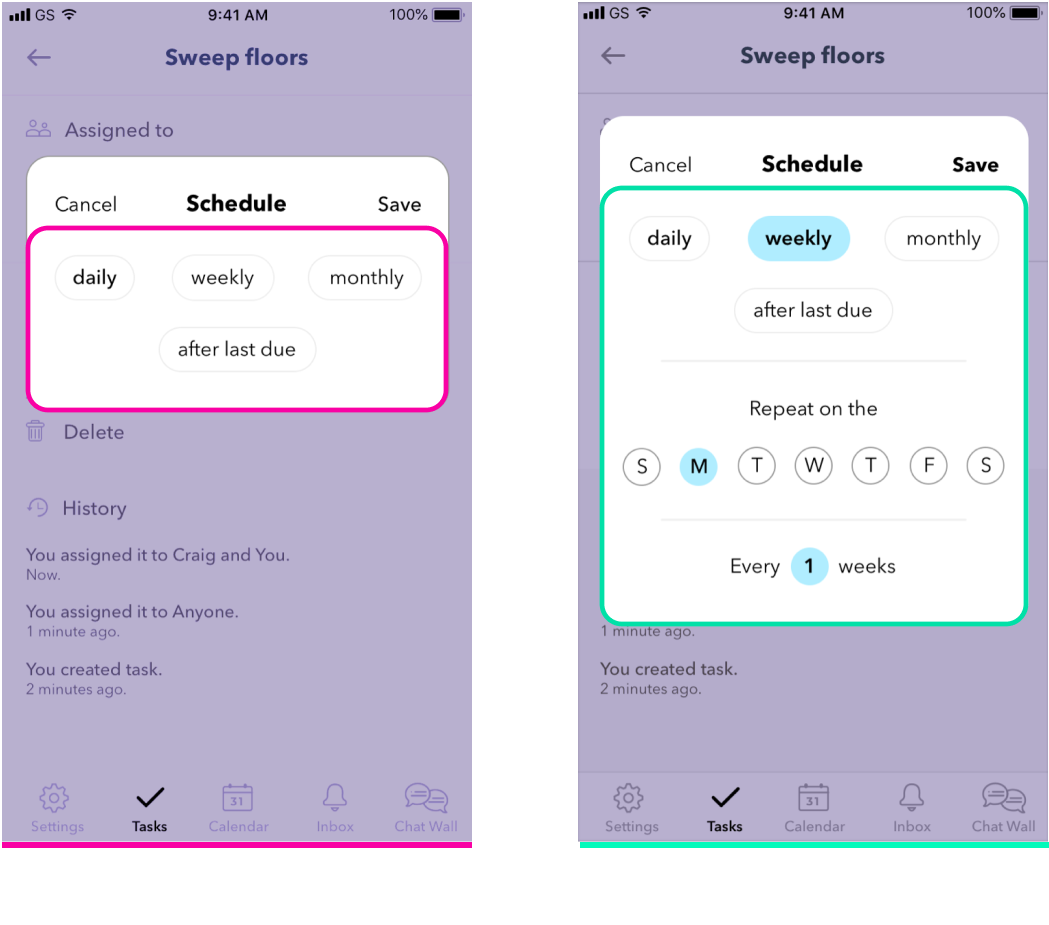 GS 9:41 AM 100%
Sweep floors
Assigned to
Cancel Schedule Save
daily weekly monthly
after last due
Delete
History
You assigned it to Craig and You.
Now.
You assigned it to Anyone.
1 minute ago.
You created task.
2 minutes ago.
31
Settings Tasks Calendar Inbox Chat Wall
GS 9:41 AM 100%
Sweep floors
Cancel Schedule Save
daily weekly monthly
after last due
Repeat on the
S M T W T F S
Every 1 weeks
1 minute ago.
You created task.
2 minutes ago.
31
Settings Tasks Calendar Inbox Chat Wall